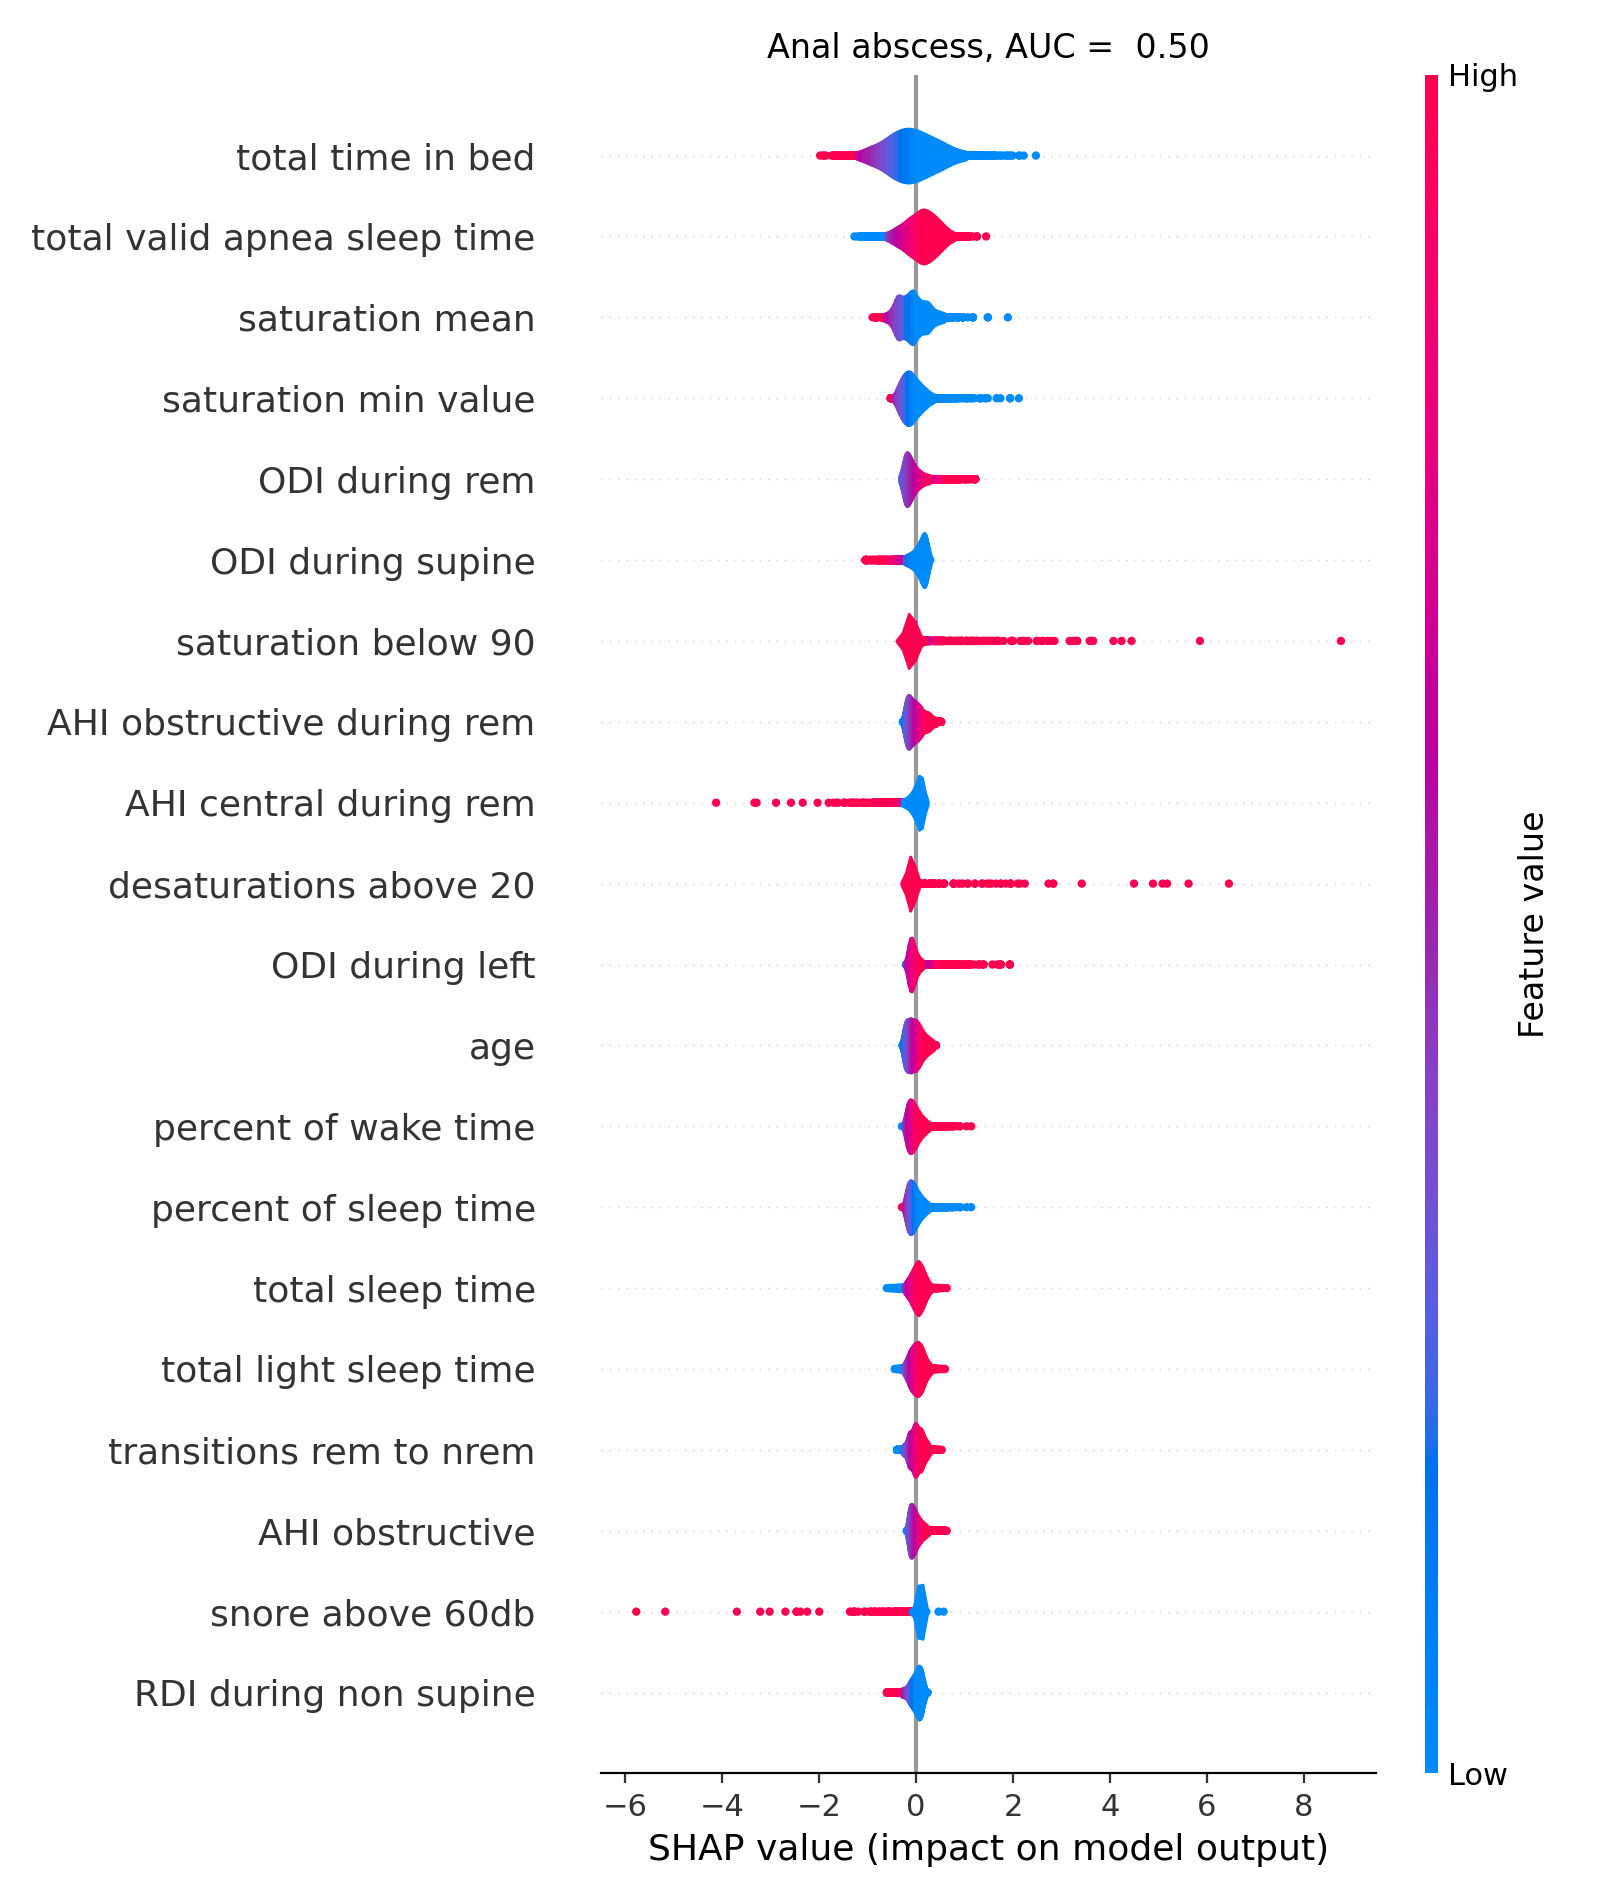 Anal abscess, AUC =  0.50
High
total time in bed
total valid apnea sleep time
saturation mean
saturation min value
ODI during rem
ODI during supine
saturation below 90
AHI obstructive during rem
AHI central during rem
desaturations above 20
ODI during left
age
percent of wake time
percent of sleep time
total sleep time
total light sleep time
transitions rem to nrem
AHI obstructive
snore above 60db
RDI during non supine
Feature value
Low
−6 −4 −2 0 2 4 6 8
SHAP value (impact on model output)